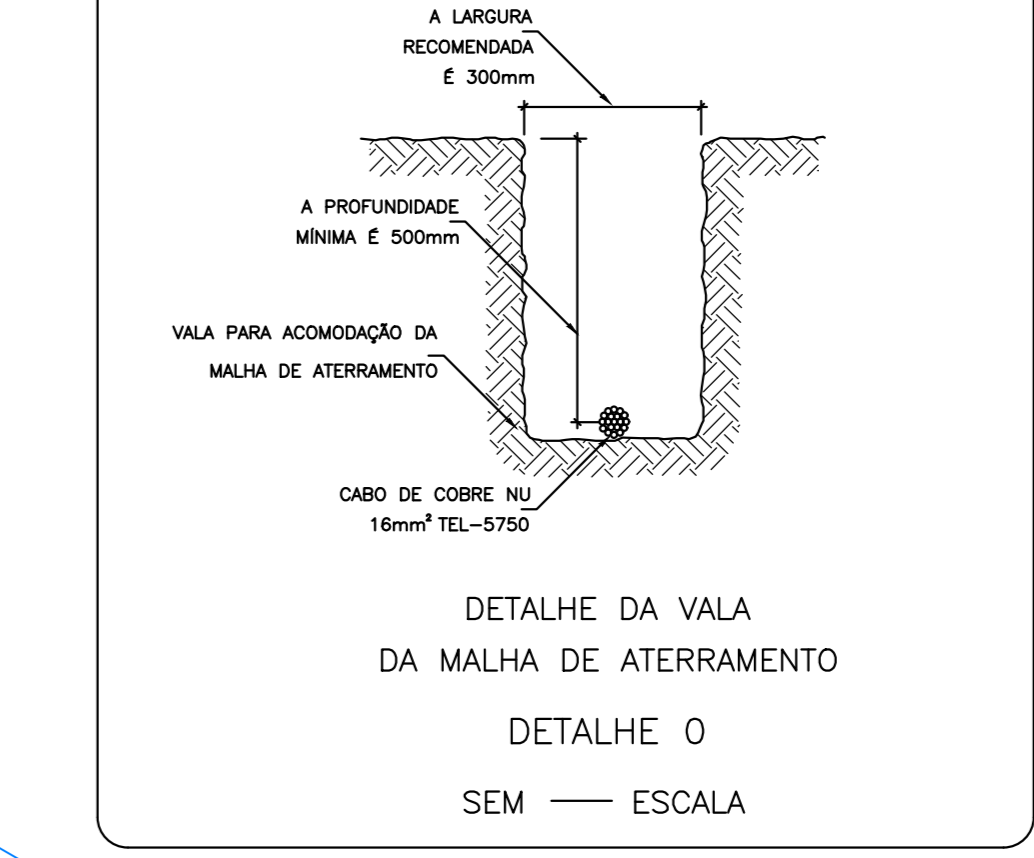 A LARGURA
RECOMENDADA
É 300mm
A PROFUNDIDADE
MÍNIMA É 500mm
VALA PARA ACOMODAÇÃO DA
MALHA DE ATERRAMENTO
CABO DE COBRE NU
16mm² TEL-5750
DETALHE DA VALA
DA MALHA DE ATERRAMENTO
DETALHE O
SEM — ESCALA